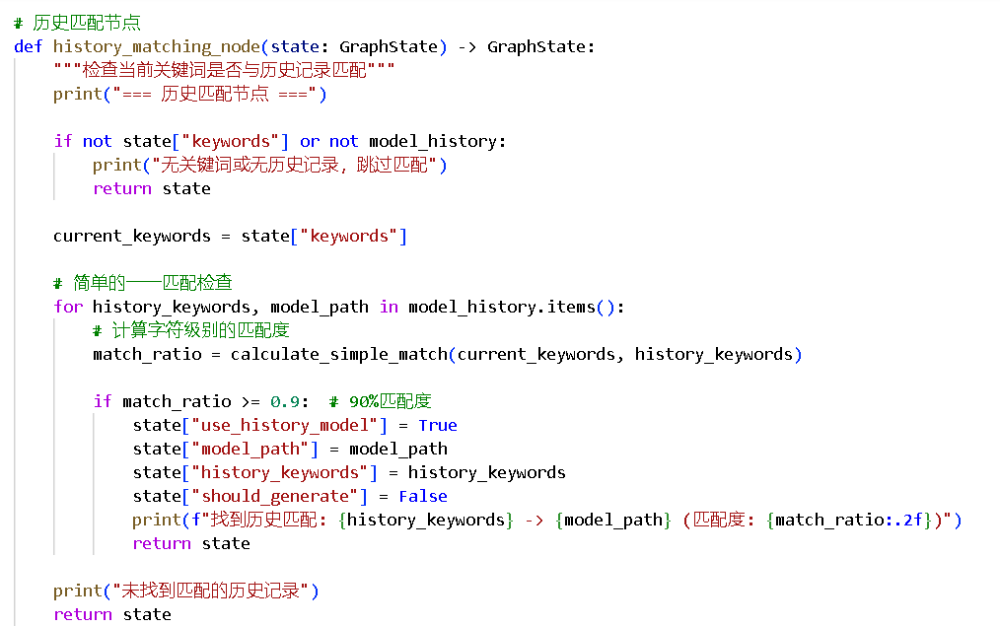 # 历史匹配节点
def history_matching_node(state: GraphState) -> GraphState:
    """检查当前关键词是否与历史记录匹配"""
    print("=== 历史匹配节点 ===")
    if not state["keywords"] or not model_history:
        print("无关键词或无历史记录，跳过匹配")
        return state
    current_keywords = state["keywords"]
    # 简单的一一匹配检查
    for history_keywords, model_path in model_history.items():
        # 计算字符级别的匹配度
        match_ratio = calculate_simple_match(current_keywords, history_keywords)
        if match_ratio >= 0.9:  # 90%匹配度
            state["use_history_model"] = True
            state["model_path"] = model_path
            state["history_keywords"] = history_keywords
            state["should_generate"] = False
            print(f"找到历史匹配: {history_keywords} -> {model_path} (匹配度: {match_ratio:.2f})")
            return state
    print("未找到匹配的历史记录")
    return state